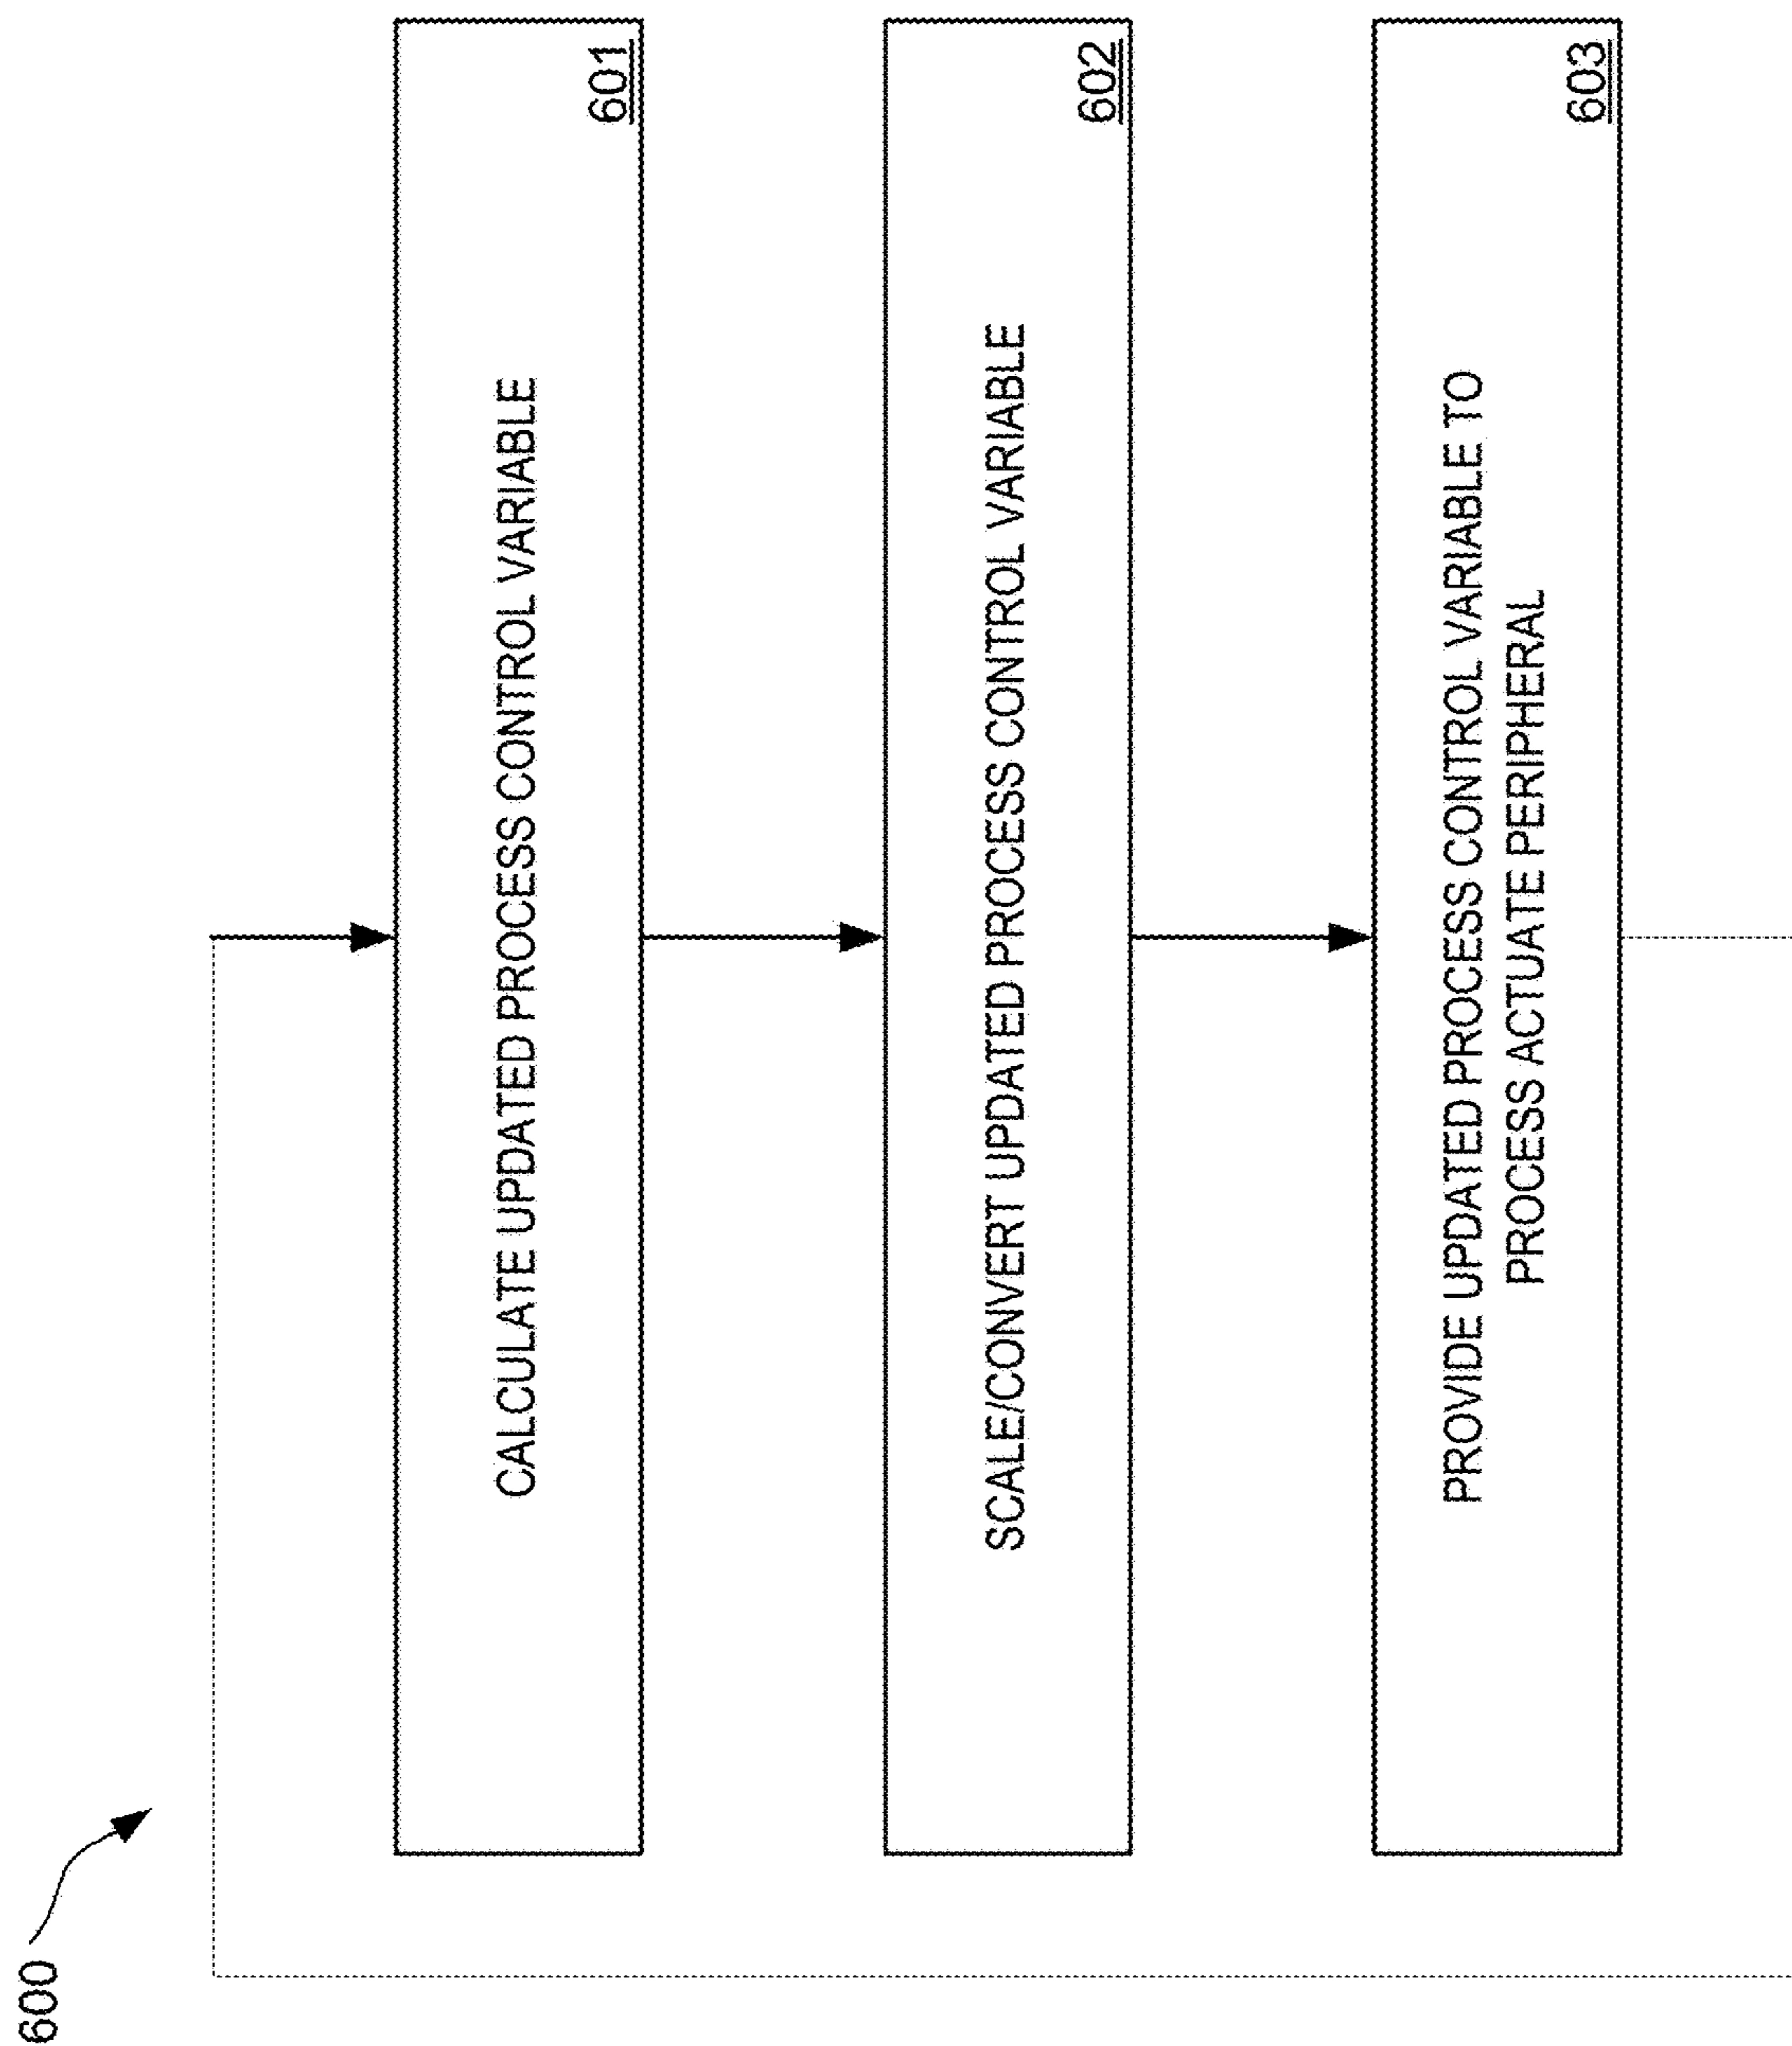 600
CALCULATE UPDATED PROCESS CONTROL VARIABLE
601
SCALE/CONVERT UPDATED PROCESS CONTROL VARIABLE
602
PROVIDE UPDATED PROCESS CONTROL VARIABLE TO
PROCESS ACTUATE PERIPHERAL
603